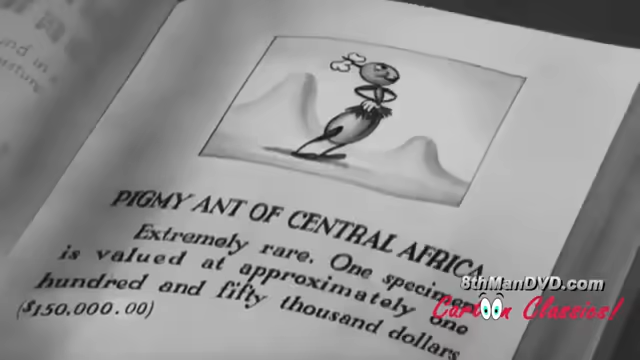 PIGMY ANT OF CENTRAL AFRICA
Extremely rare. One specimen
is valued at approximately one
hundred and fifty thousand dollars
($150,000.00)
8thManDVD.com
Cartoon Classics!